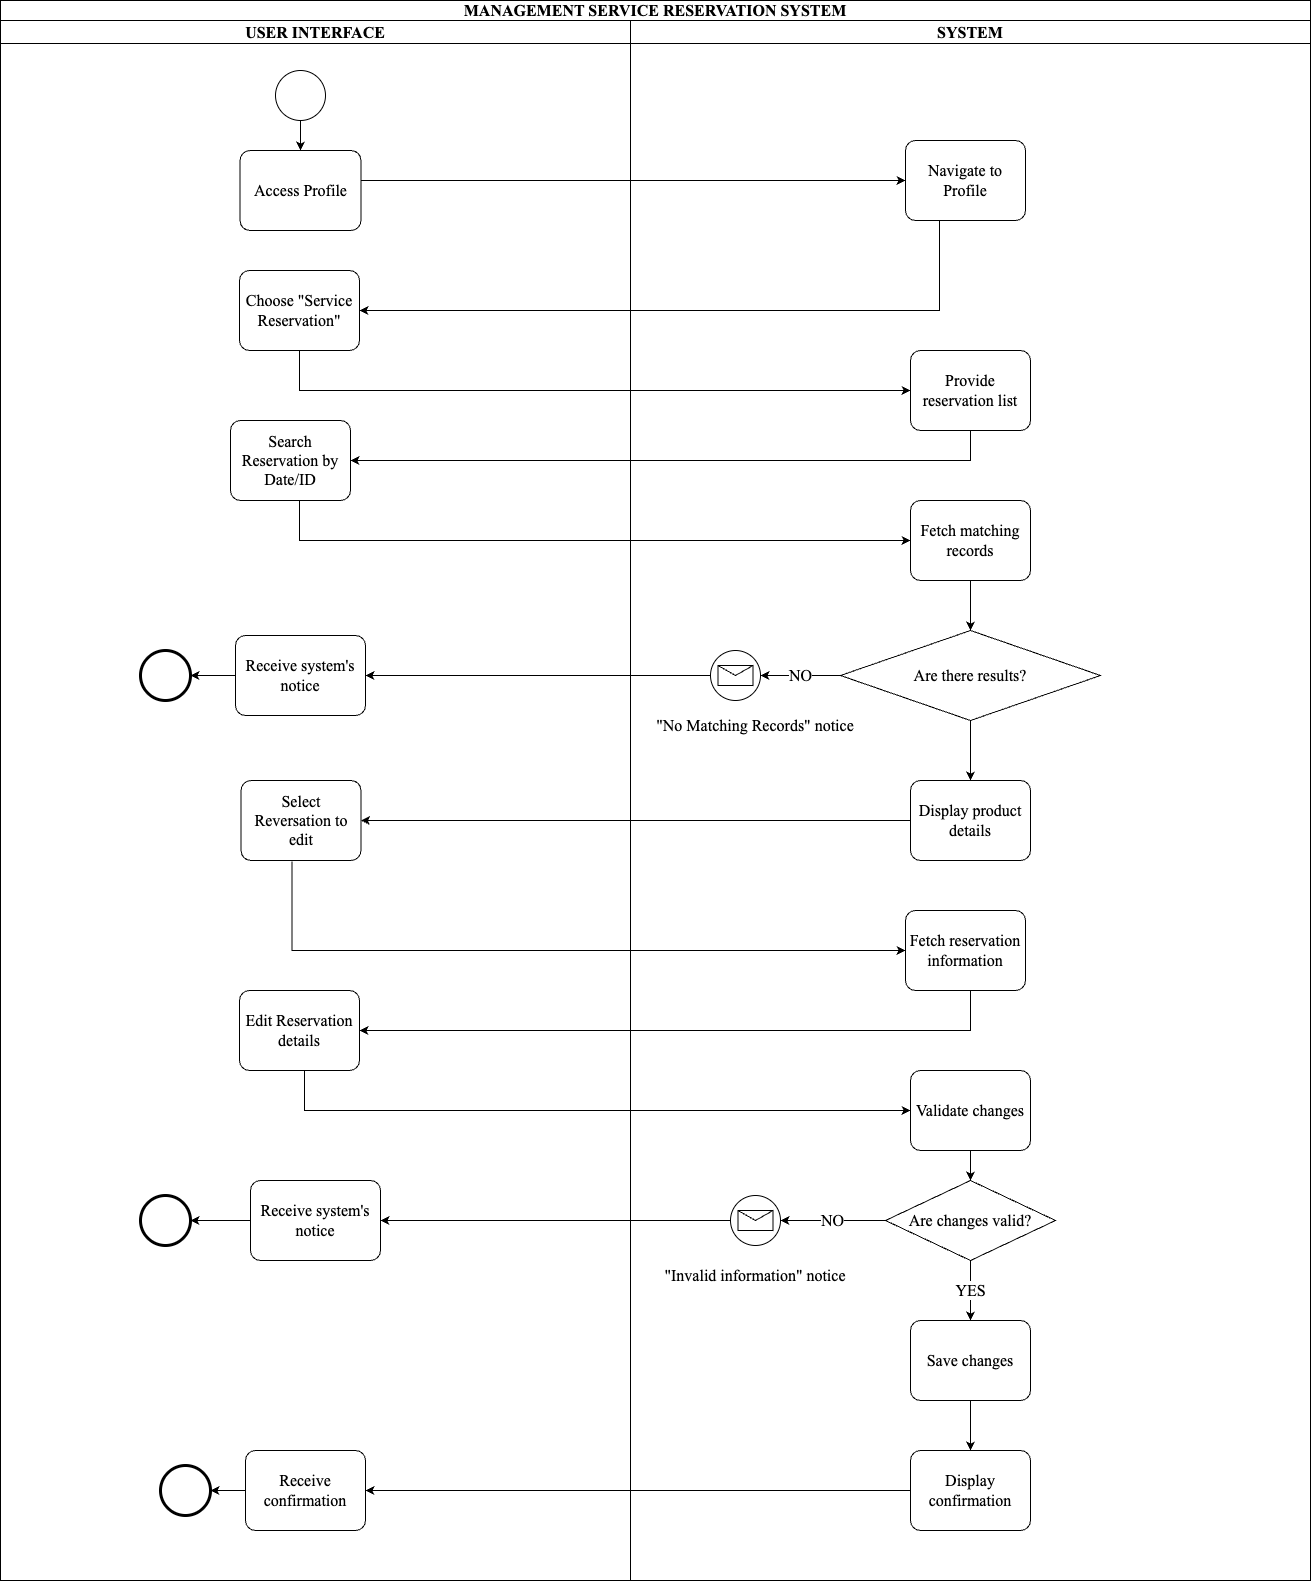 MANAGEMENT SERVICE RESERVATION SYSTEM
USER INTERFACE
SYSTEM
Access Profile
Navigate to
Profile
Choose "Service
Reservation"
Provide
reservation list
Search
Reservation by
Date/ID
Fetch matching
records
Are there results?
NO
"No Matching Records" notice
Receive system's
notice
Display product
details
Select
Reversation to
edit
Fetch reservation
information
Edit Reservation
details
Validate changes
Are changes valid?
NO
"Invalid information" notice
Receive system's
notice
YES
Save changes
Display
confirmation
Receive
confirmation